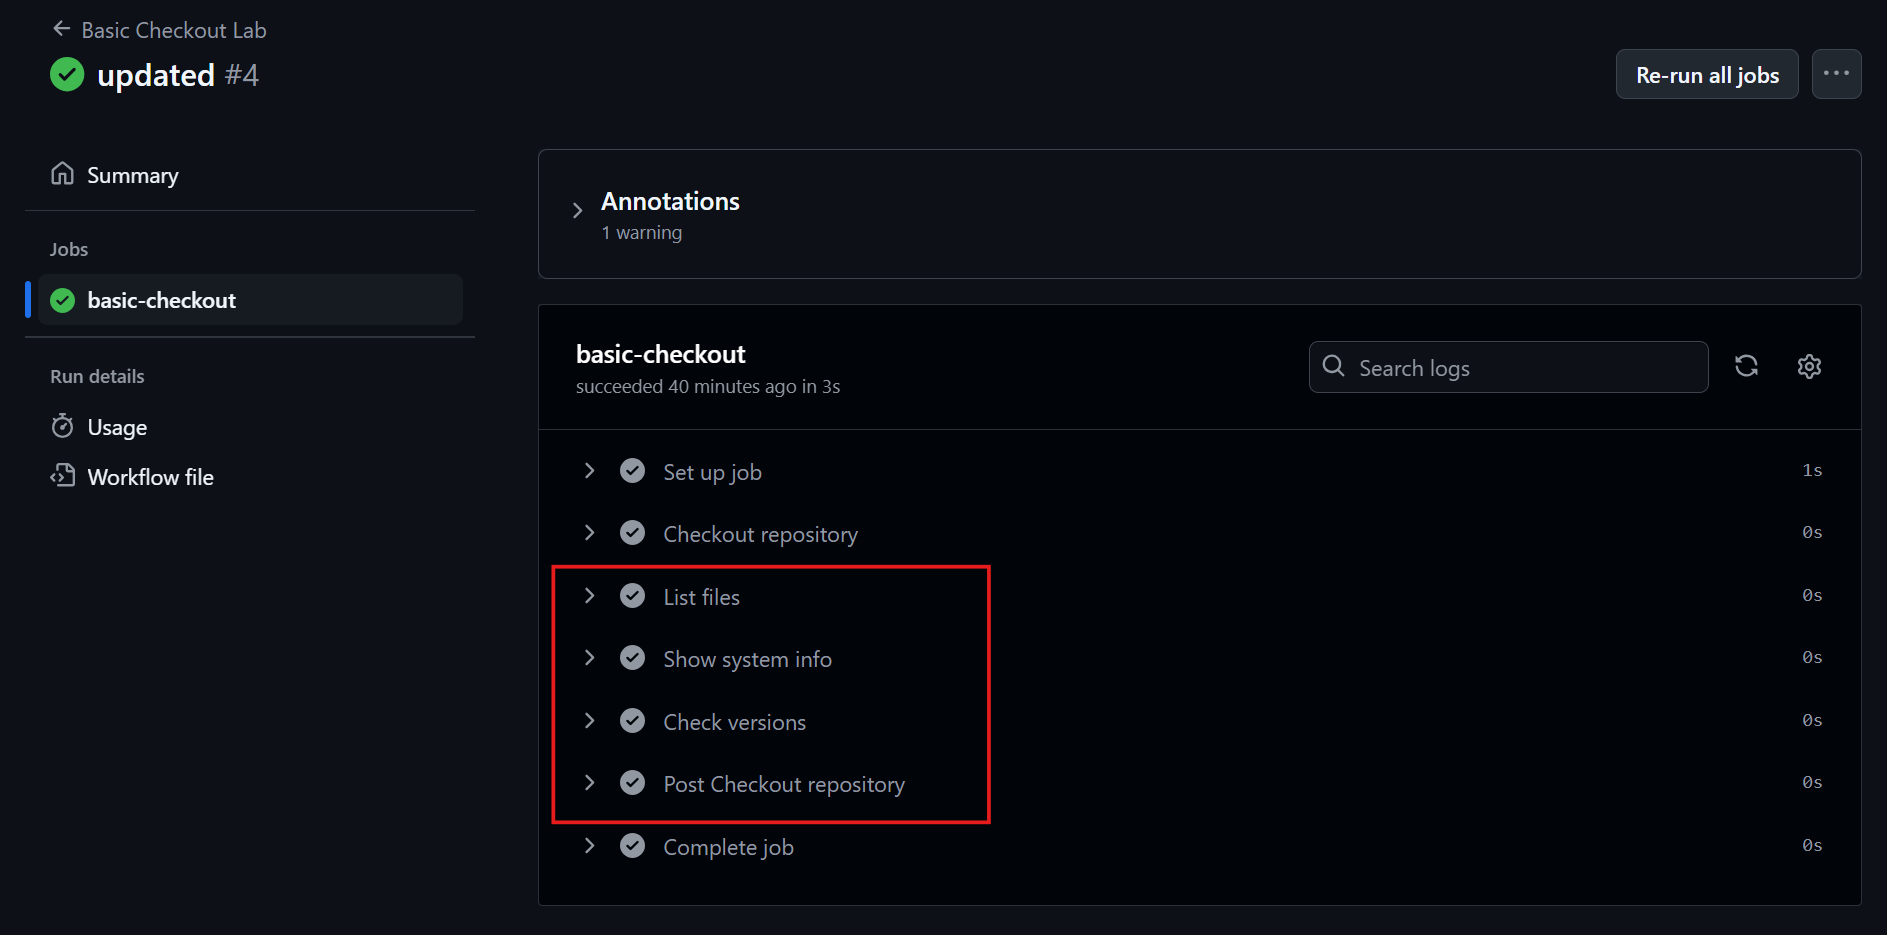 Basic Checkout Lab
updated #4
Re-run all jobs
Summary
Jobs
basic-checkout
Run details
Usage
Workflow file
Annotations
1 warning
basic-checkout
succeeded 40 minutes ago in 3s
Search logs
Set up job 1s
Checkout repository 0s
List files 0s
Show system info 0s
Check versions 0s
Post Checkout repository 0s
Complete job 0s